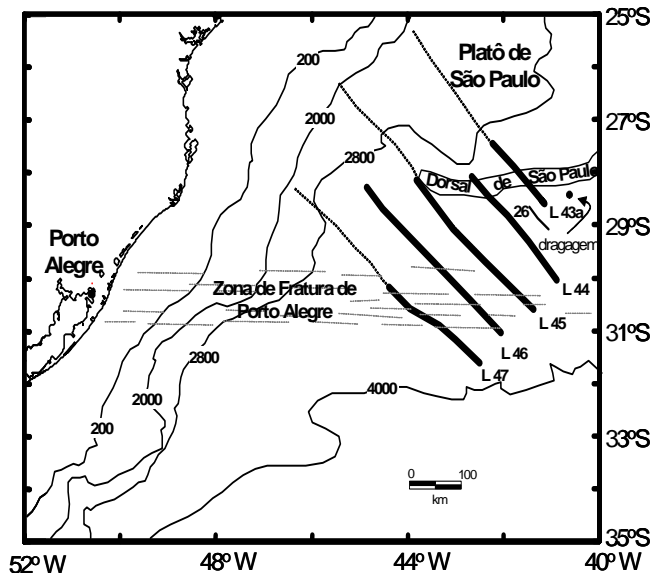 25ºS
Platô de
São Paulo
200
2000
27ºS
2800
Dorsal de São Paulo
26
L 43a
29ºS
dragagem
Porto
Alegre
Zona de Fratura de
Porto Alegre
L 44
L 45
31ºS
L 46
2800
L 47
4000
2000
200
33ºS
0 100
km
35ºS
52º W
48º W
44º W
40º W